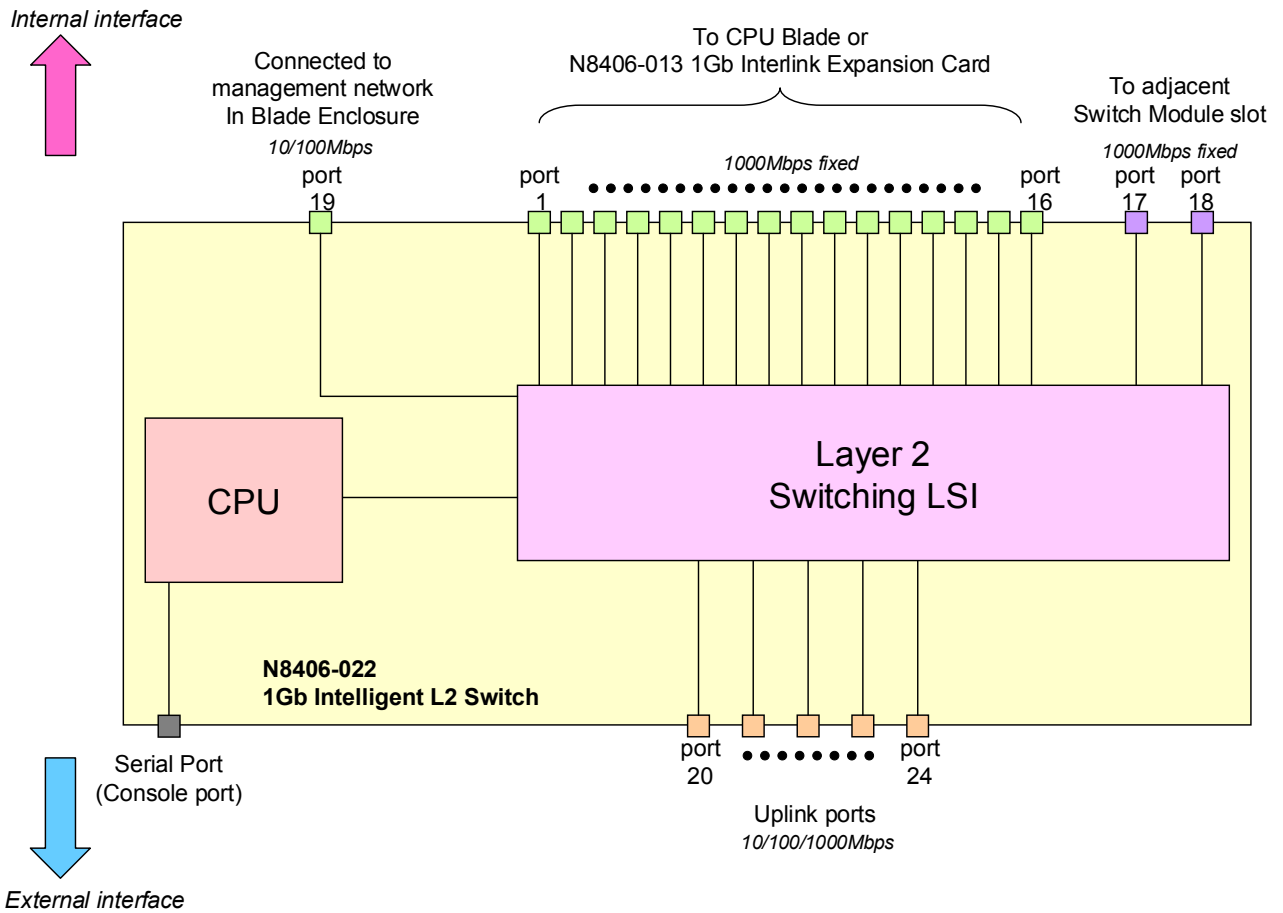 Internal interface
Connected to
management network
In Blade Enclosure
10/100Mbps
port
19
To CPU Blade or
N8406-013 1Gb Interlink Expansion Card
1000Mbps fixed
port
1
port
16
To adjacent
Switch Module slot
1000Mbps fixed
port
17
port
18
CPU
Layer 2
Switching LSI
N8406-022
1Gb Intelligent L2 Switch
Serial Port
(Console port)
port
20
port
24
Uplink ports
10/100/1000Mbps
External interface